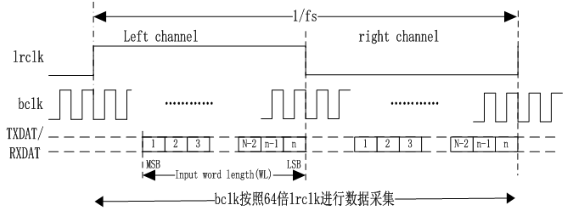 1/fs
Left channel
right channel
lrclk
bclk
............
............
TXDAT/
RXDAT
1 2 3 N-2 n-1 n 1 2 3 N-2 n-1 n
MSB LSB
Input word length(WL)
bclk按照64倍lrclk进行数据采集